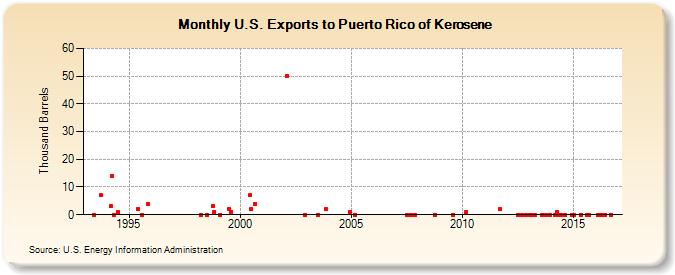 Monthly U.S. Exports to Puerto Rico of Kerosene
Thousand Barrels
60
50
40
30
20
10
0
1995 2000 2005 2010 2015
Source: U.S. Energy Information Administration